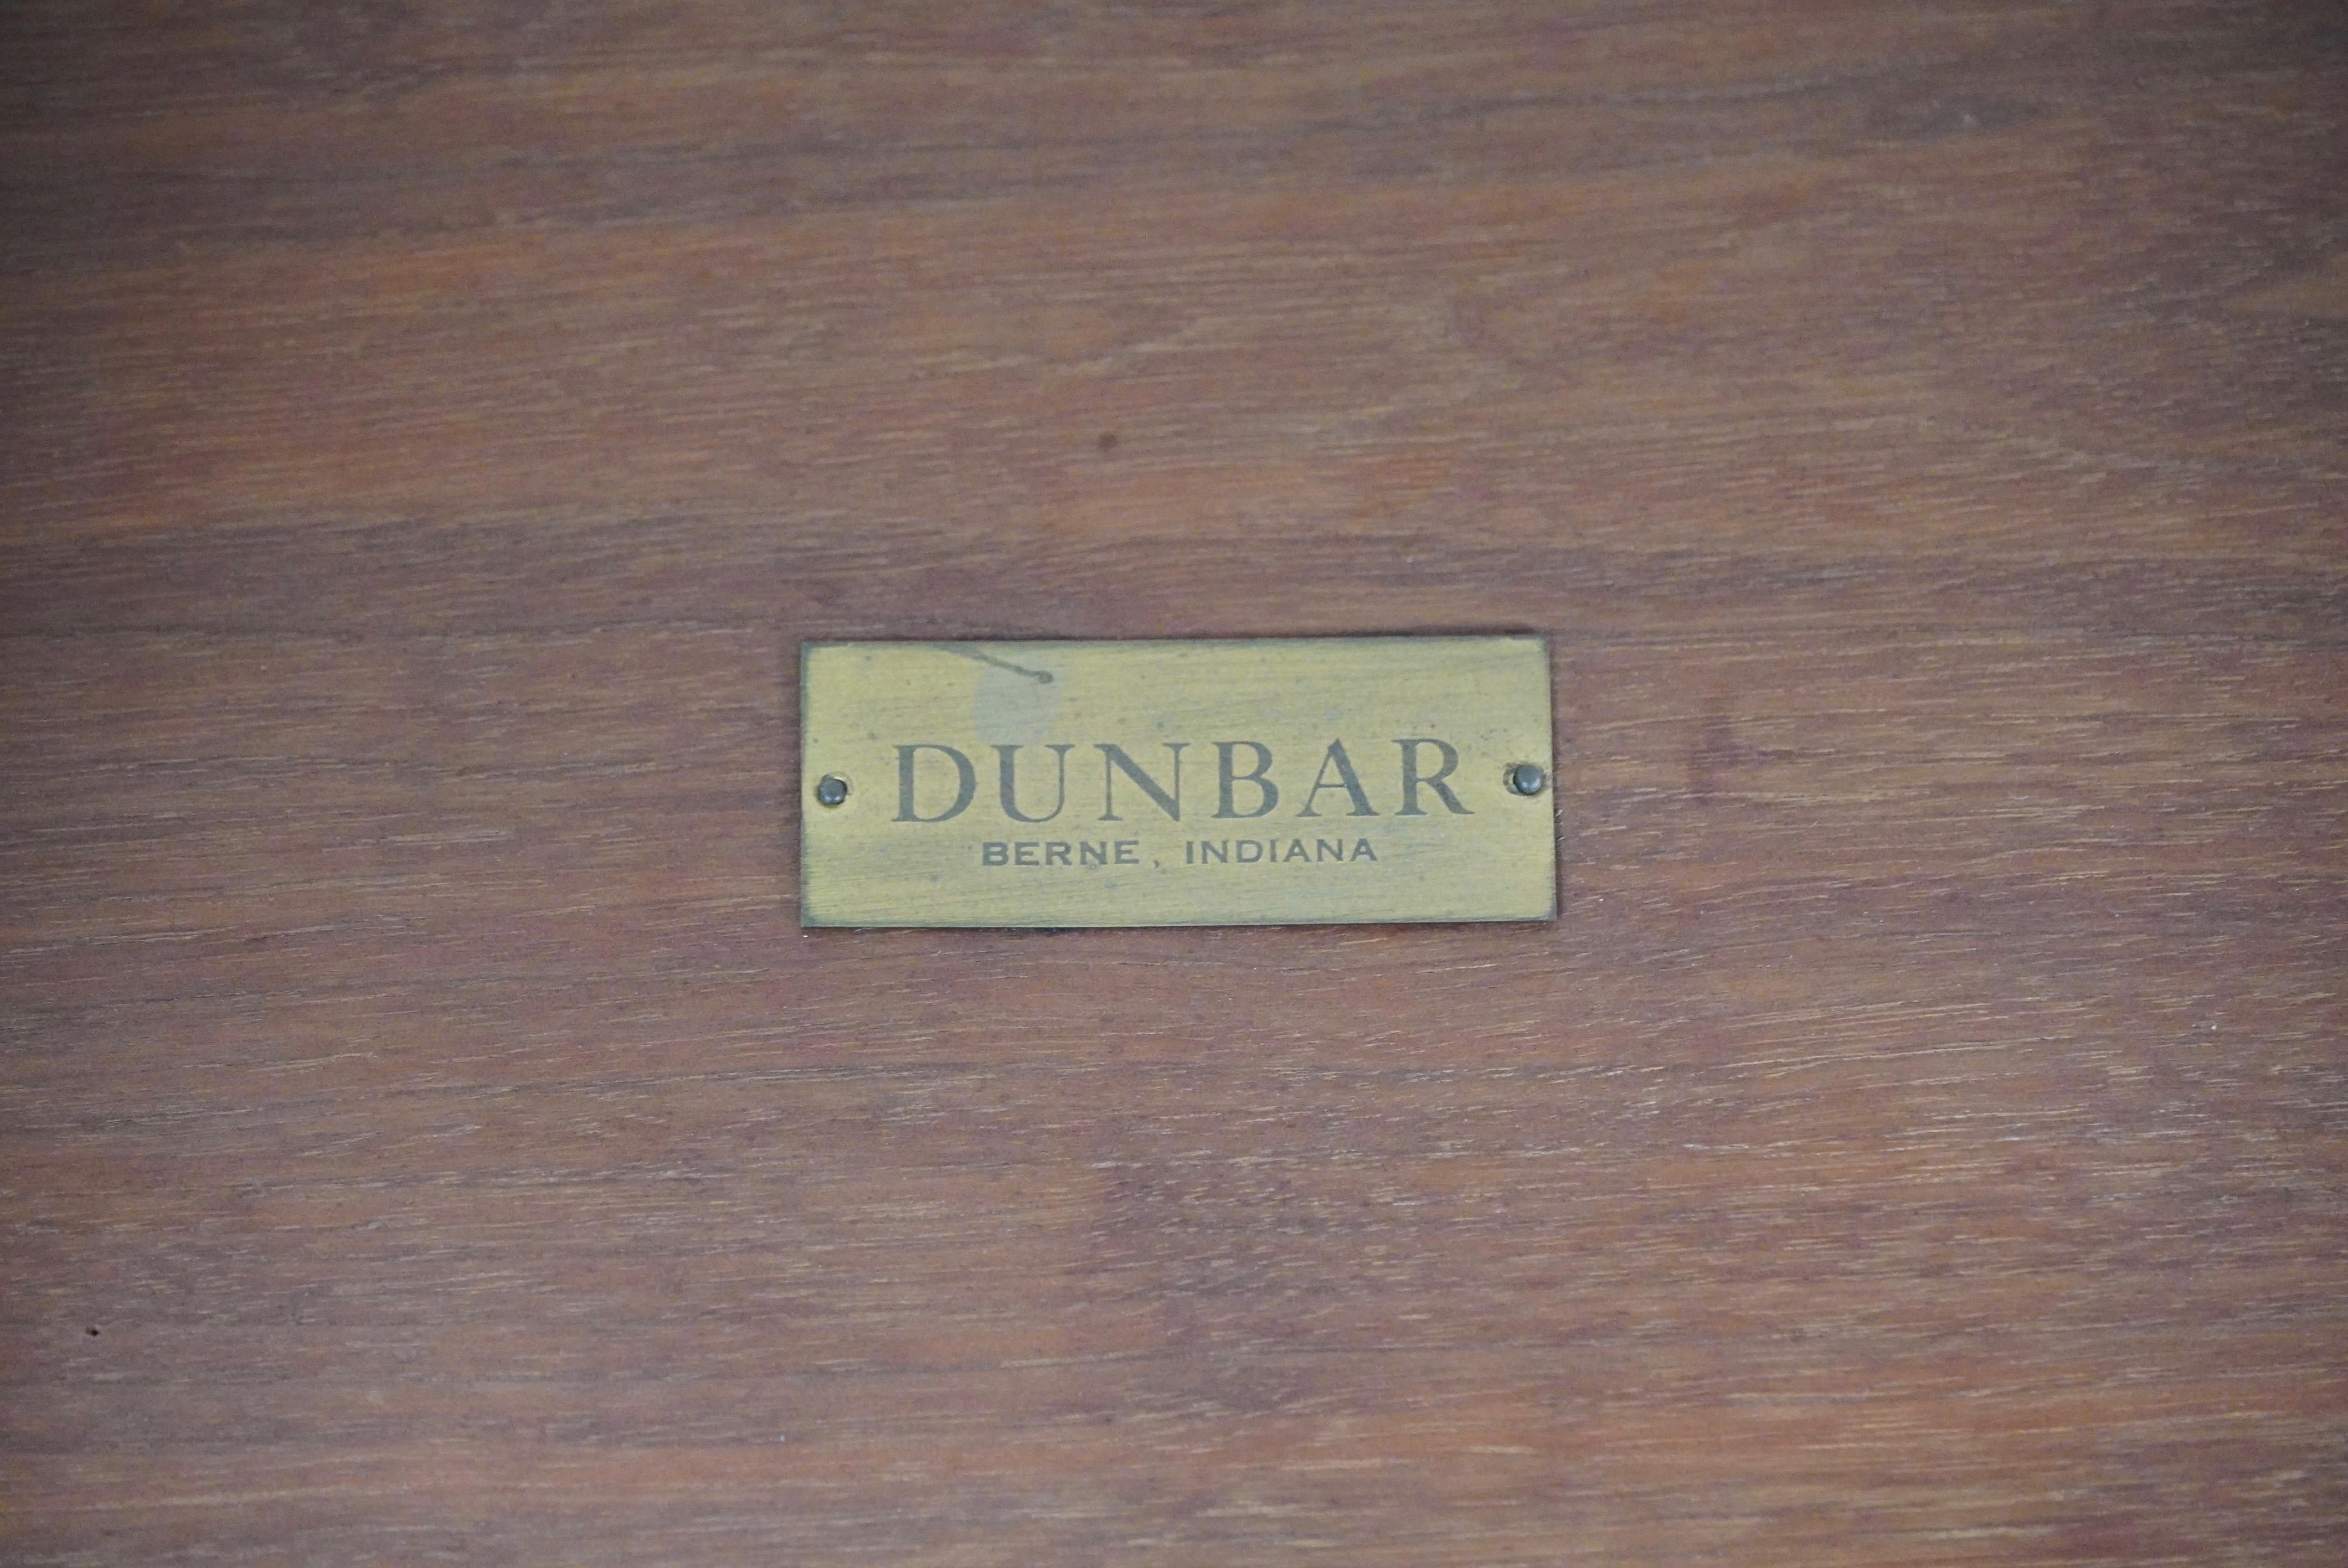 DUNBAR
BERNE, INDIANA